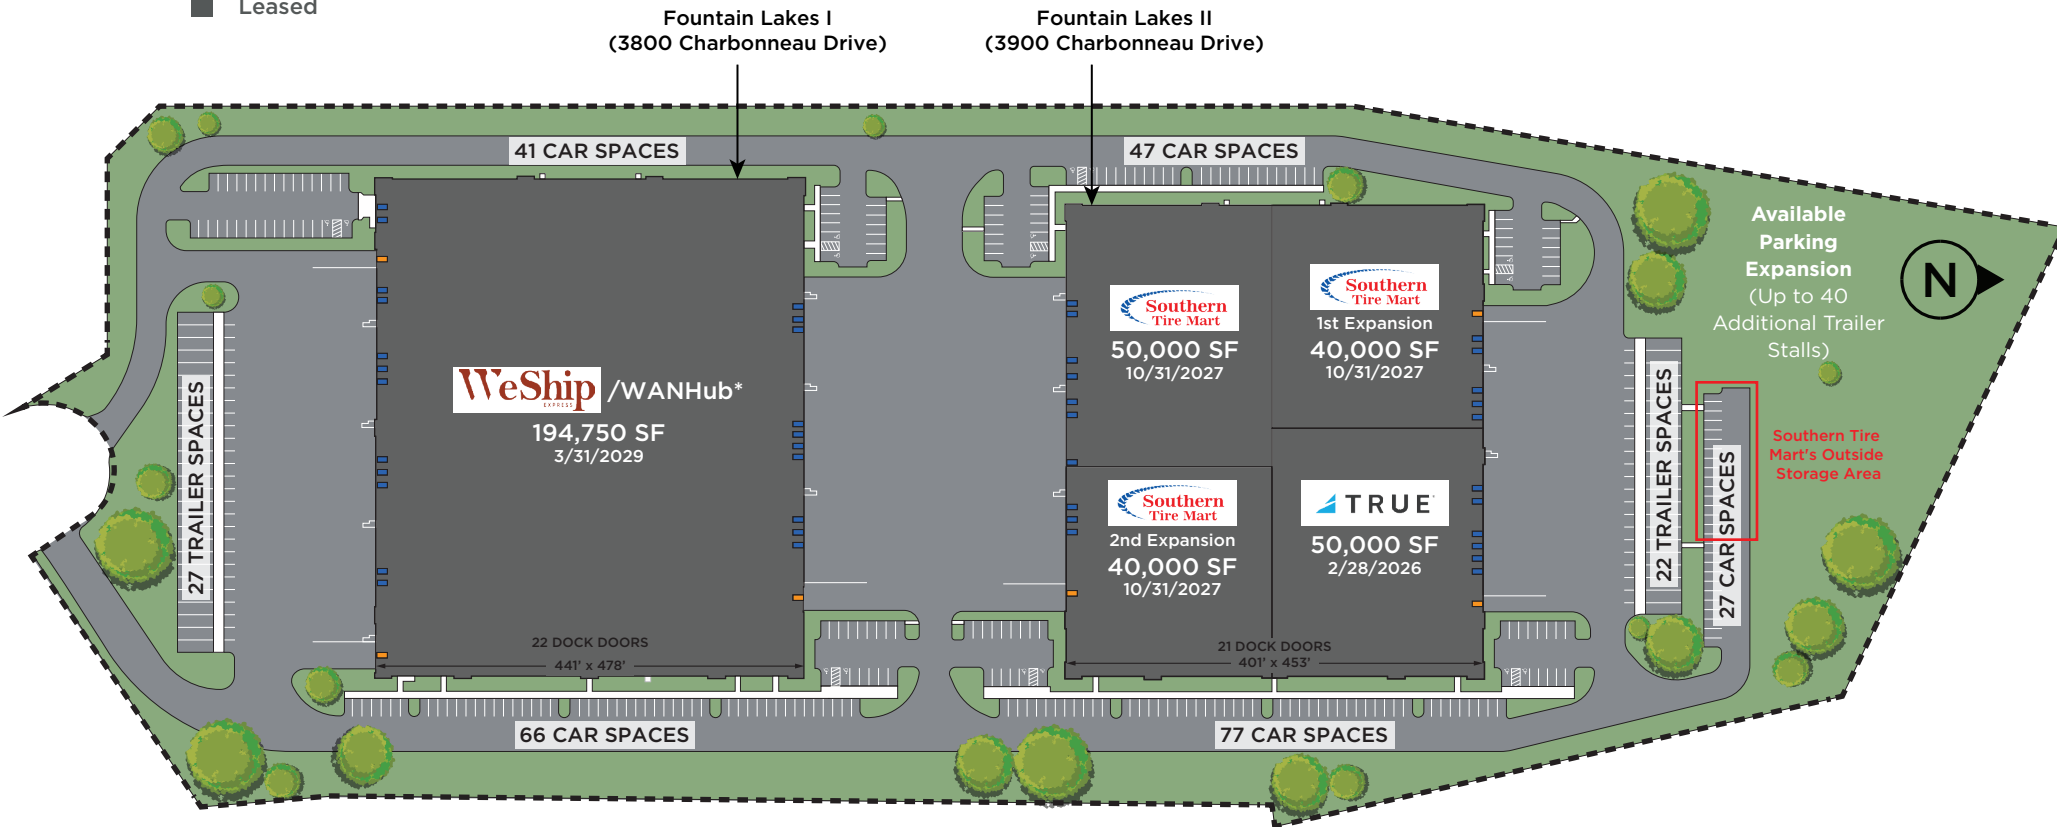 Leased
Fountain Lakes I
(3800 Charbonneau Drive)
Fountain Lakes II
(3900 Charbonneau Drive)
41 CAR SPACES
47 CAR SPACES
Available
Parking
Expansion
(Up to 40
Additional Trailer
Stalls)
N
27 TRAILER SPACES
WeShip
EXPRESS
/WANHub*
194,750 SF
3/31/2029
22 DOCK DOORS
441' x 478'
Southern
Tire Mart
50,000 SF
10/31/2027
Southern
Tire Mart
1st Expansion
40,000 SF
10/31/2027
Southern
Tire Mart
2nd Expansion
40,000 SF
10/31/2027
TRUE
50,000 SF
2/28/2026
21 DOCK DOORS
401' x 453'
22 TRAILER SPACES
27 CAR SPACES
Southern Tire
Mart's Outside
Storage Area
66 CAR SPACES
77 CAR SPACES